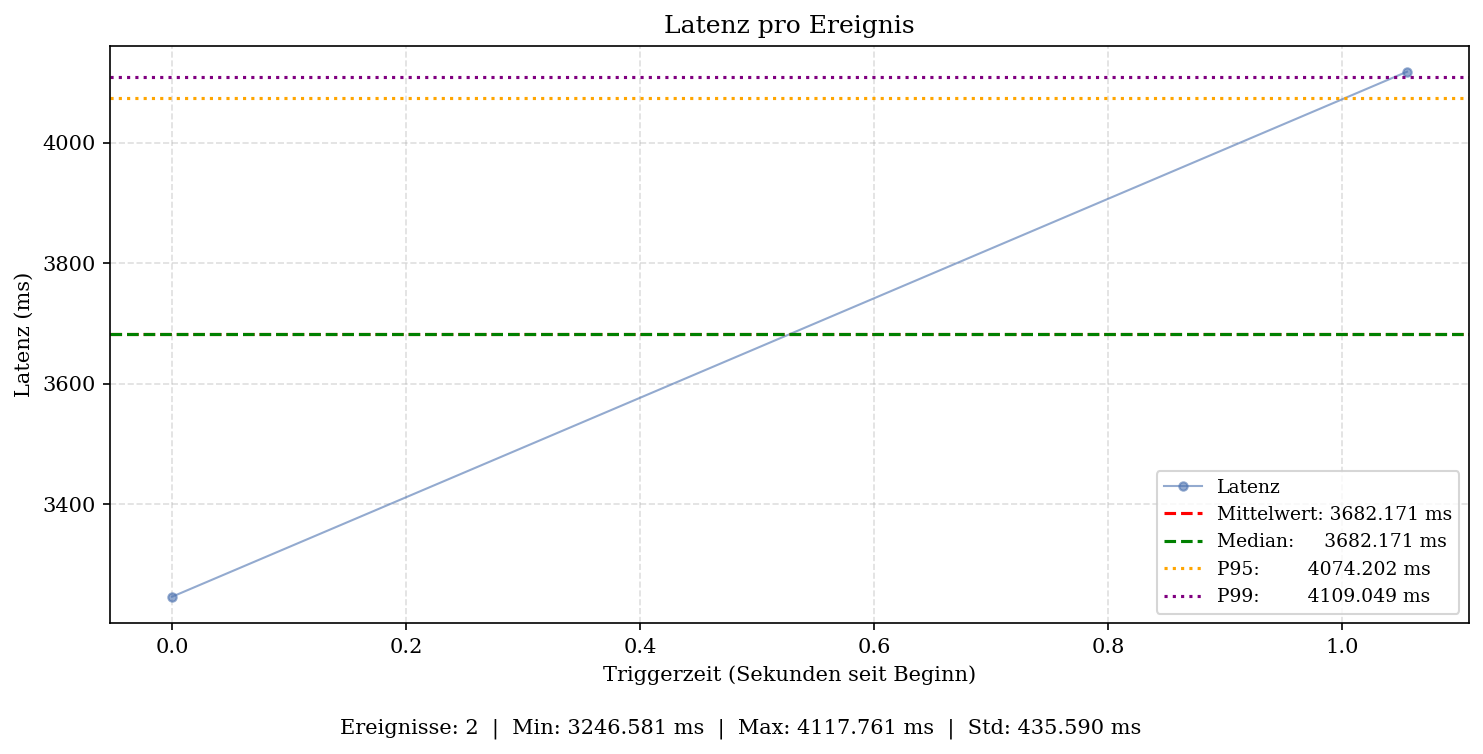 Latenz pro Ereignis
Latenz (ms)
4000
3800
3600
3400
Latenz
Mittelwert: 3682.171 ms
Median: 3682.171 ms
P95: 4074.202 ms
P99: 4109.049 ms
0.0 0.2 0.4 0.6 0.8 1.0
Triggerzeit (Sekunden seit Beginn)
Ereignisse: 2 | Min: 3246.581 ms | Max: 4117.761 ms | Std: 435.590 ms